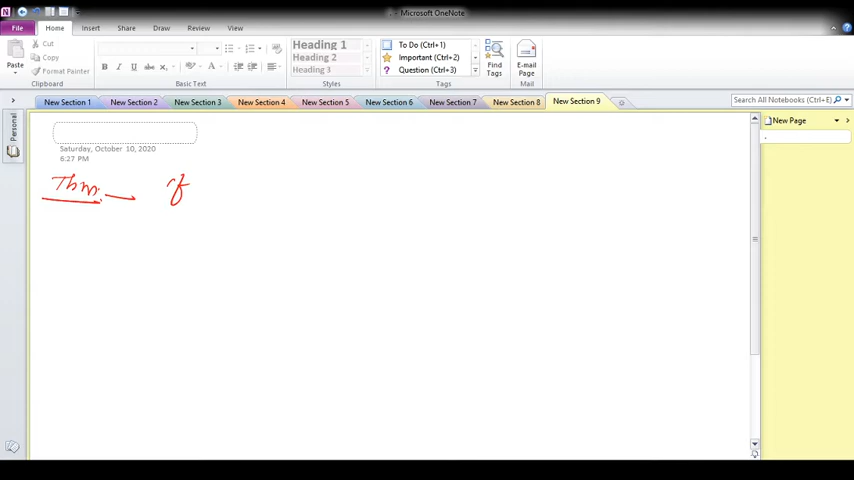 - Microsoft OneNote
File Home Insert Share Draw Review View
Paste Cut Copy Format Painter
Clipboard
B I U abc x₂ A
Basic Text
Heading 1
Heading 2
Heading 3
Styles
To Do (Ctrl+1)
Important (Ctrl+2)
? Question (Ctrl+3)
Tags
Find Tags
E-mail Page
Mail
New Section 1 New Section 2 New Section 3 New Section 4 New Section 5 New Section 6 New Section 7 New Section 8 New Section 9
Search All Notebooks (Ctrl+E)
Personal
New Page
Saturday, October 10, 2020
6:27 PM
Thm. → if